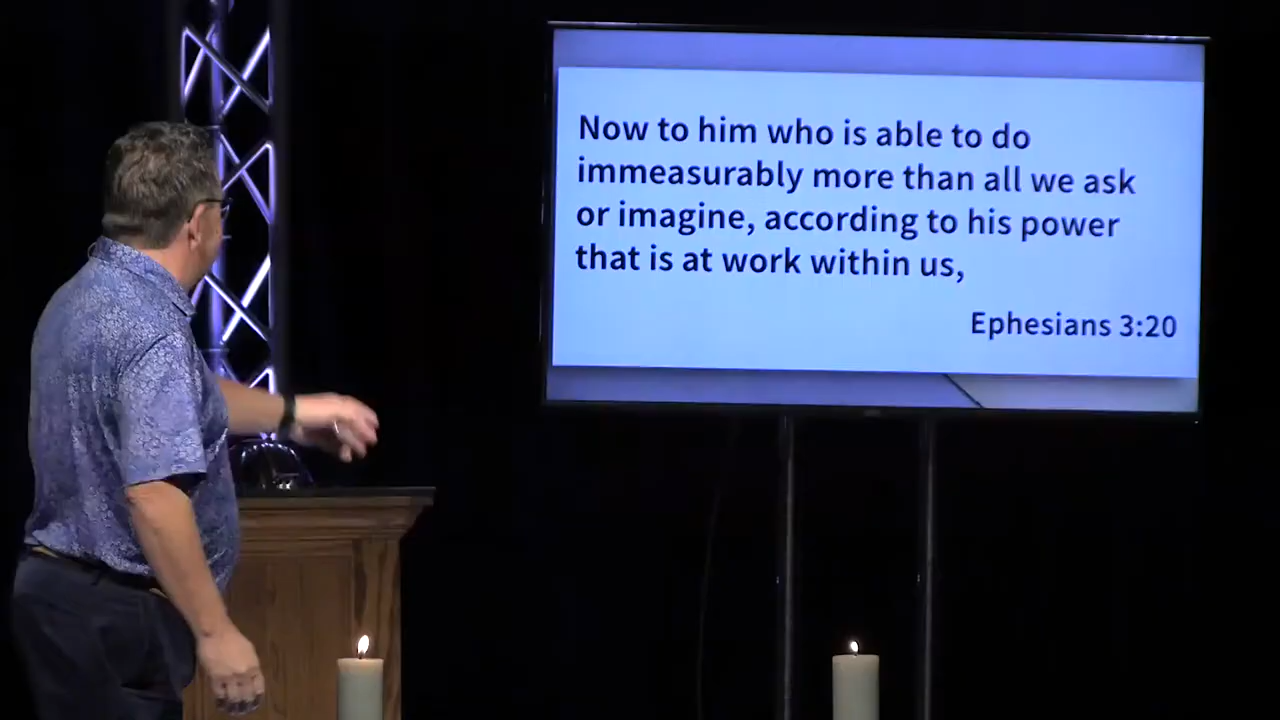 Now to him who is able to do
immeasurably more than all we ask
or imagine, according to his power
that is at work within us,
Ephesians 3:20